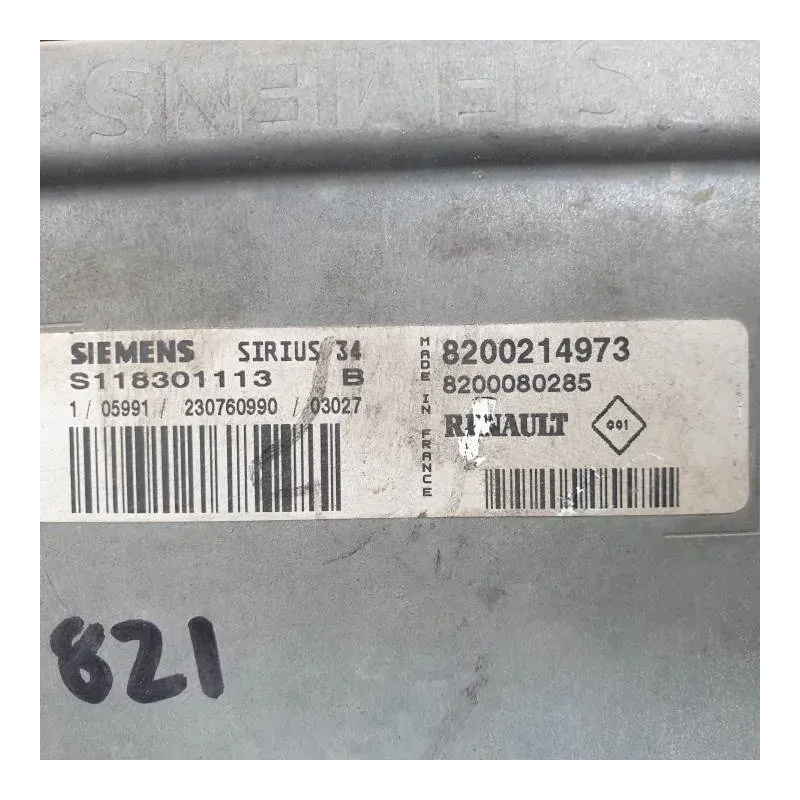 SIEMENS
SIEMENS SIRIUS 34
S118301113 B
1 / 05991 / 230760990 / 03027
MADE IN FRANCE
8200214973
8200080285
RENAULT 001
821